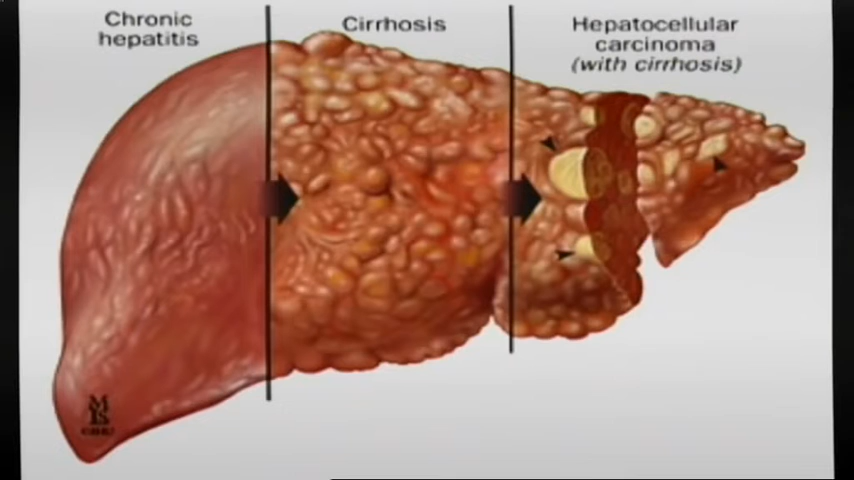 Chronic
hepatitis
Cirrhosis
Hepatocellular
carcinoma
(with cirrhosis)